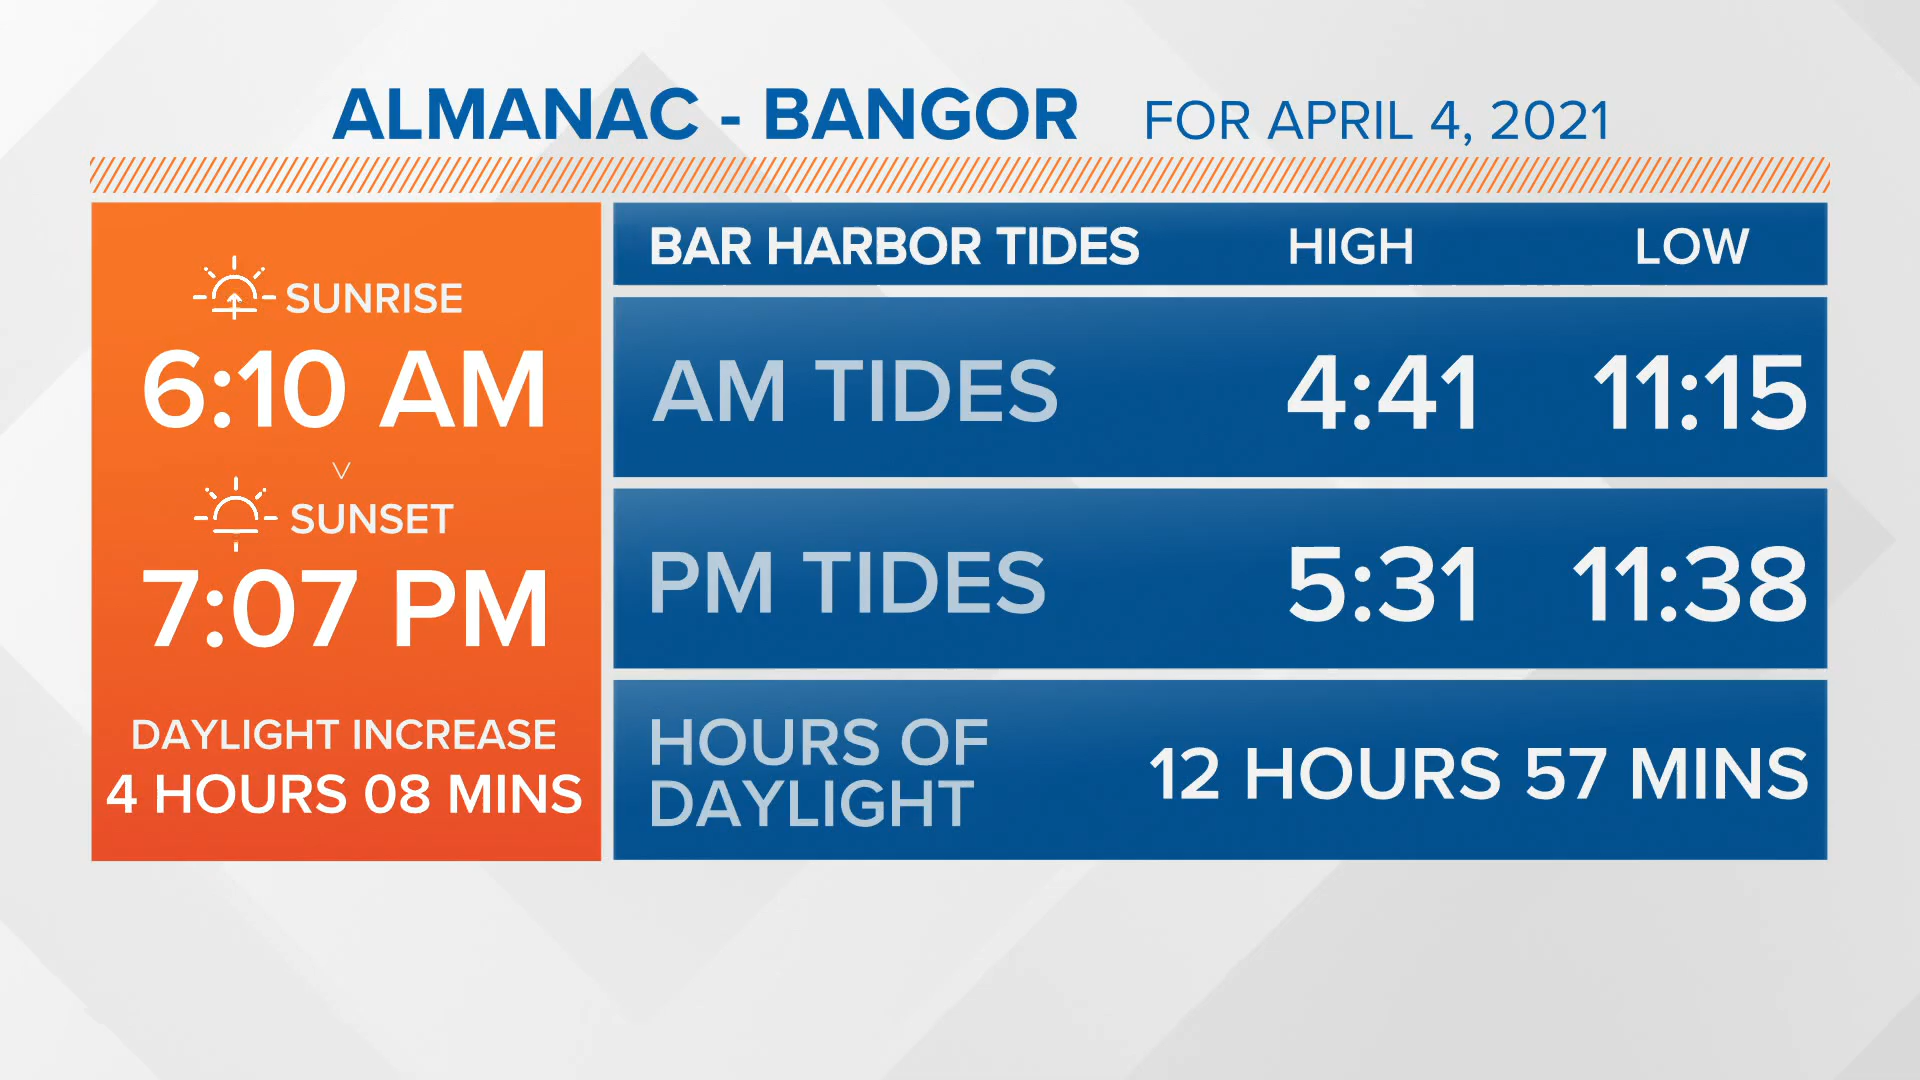 ALMANAC - BANGOR FOR APRIL 4, 2021
SUNRISE
6:10 AM
SUNSET
7:07 PM
DAYLIGHT INCREASE
4 HOURS 08 MINS
BAR HARBOR TIDES HIGH LOW
AM TIDES 4:41 11:15
PM TIDES 5:31 11:38
HOURS OF
DAYLIGHT
12 HOURS 57 MINS